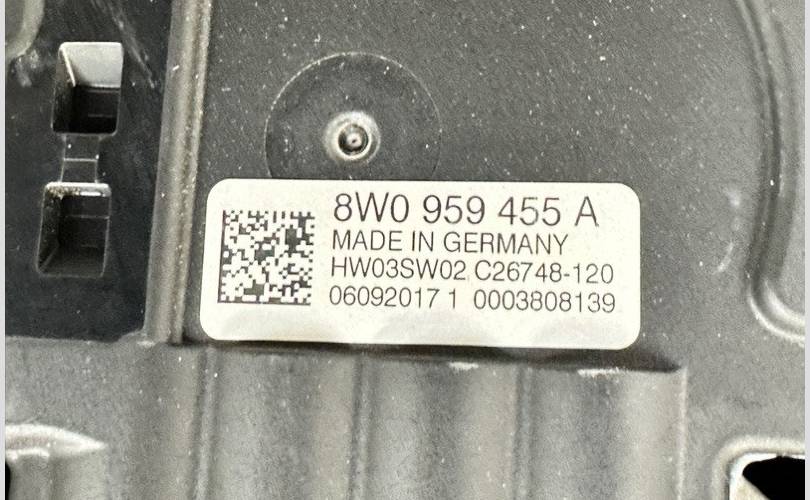 8W0 959 455 A
MADE IN GERMANY
HW03SW02 C26748-120
06092017 1 0003808139